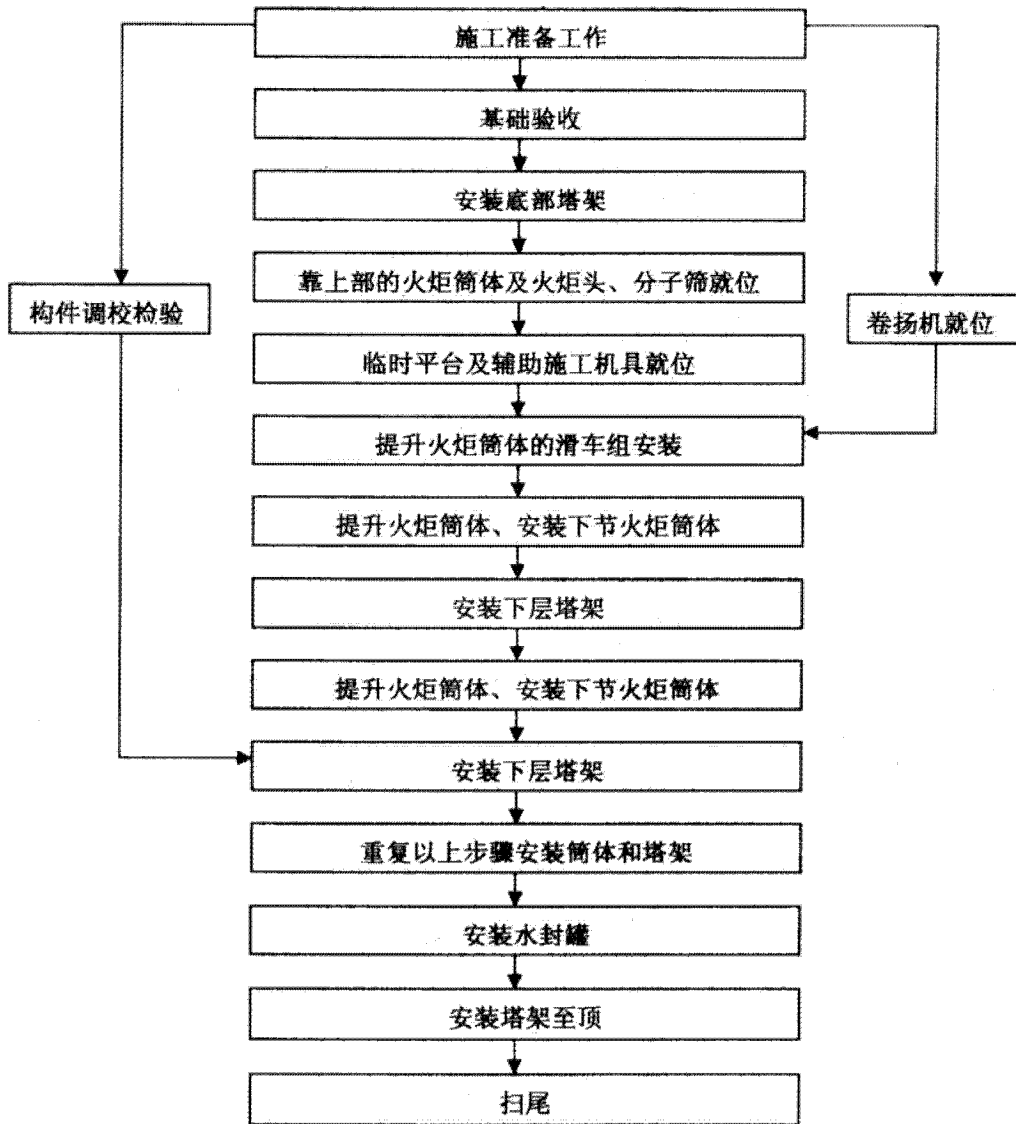 施工准备工作
基础验收
安装底部塔架
靠上部的火炬筒体及火炬头、分子筛就位
构件调校检验
卷扬机就位
临时平台及辅助施工机具就位
提升火炬筒体的滑车组安装
提升火炬筒体、安装下节火炬筒体
安装下层塔架
提升火炬筒体、安装下节火炬筒体
安装下层塔架
重复以上步骤安装筒体和塔架
安装水封罐
安装塔架至顶
扫尾